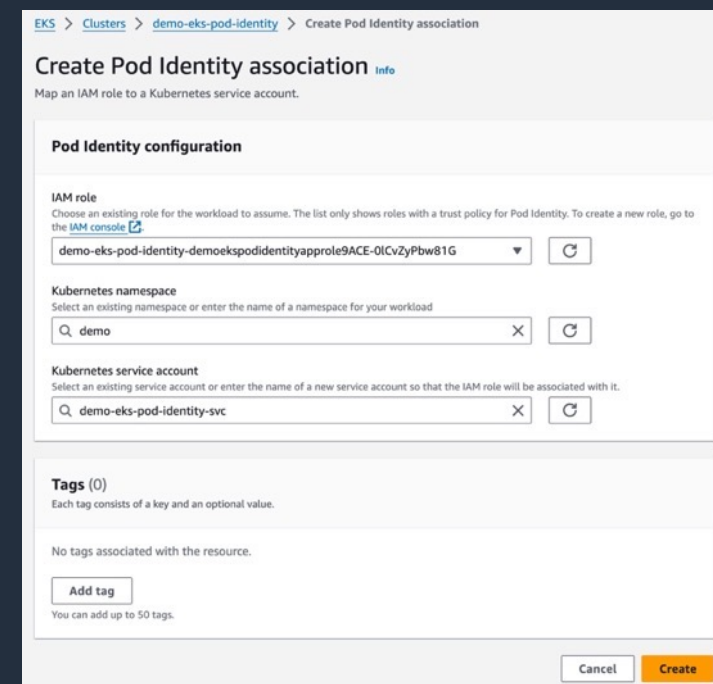 EKS > Clusters > demo-eks-pod-identity > Create Pod Identity association
Create Pod Identity association Info
Map an IAM role to a Kubernetes service account.
Pod Identity configuration
IAM role
Choose an existing role for the workload to assume. The list only shows roles with a trust policy for Pod Identity. To create a new role, go to
the IAM console.
demo-eks-pod-identity-demoekspodidentityapprole9ACE-0lCvZyPbw81G
Kubernetes namespace
Select an existing namespace or enter the name of a namespace for your workload
demo
Kubernetes service account
Select an existing service account or enter the name of a new service account so that the IAM role will be associated with it.
demo-eks-pod-identity-svc
Tags (0)
Each tag consists of a key and an optional value.
No tags associated with the resource.
Add tag
You can add up to 50 tags.
Cancel Create